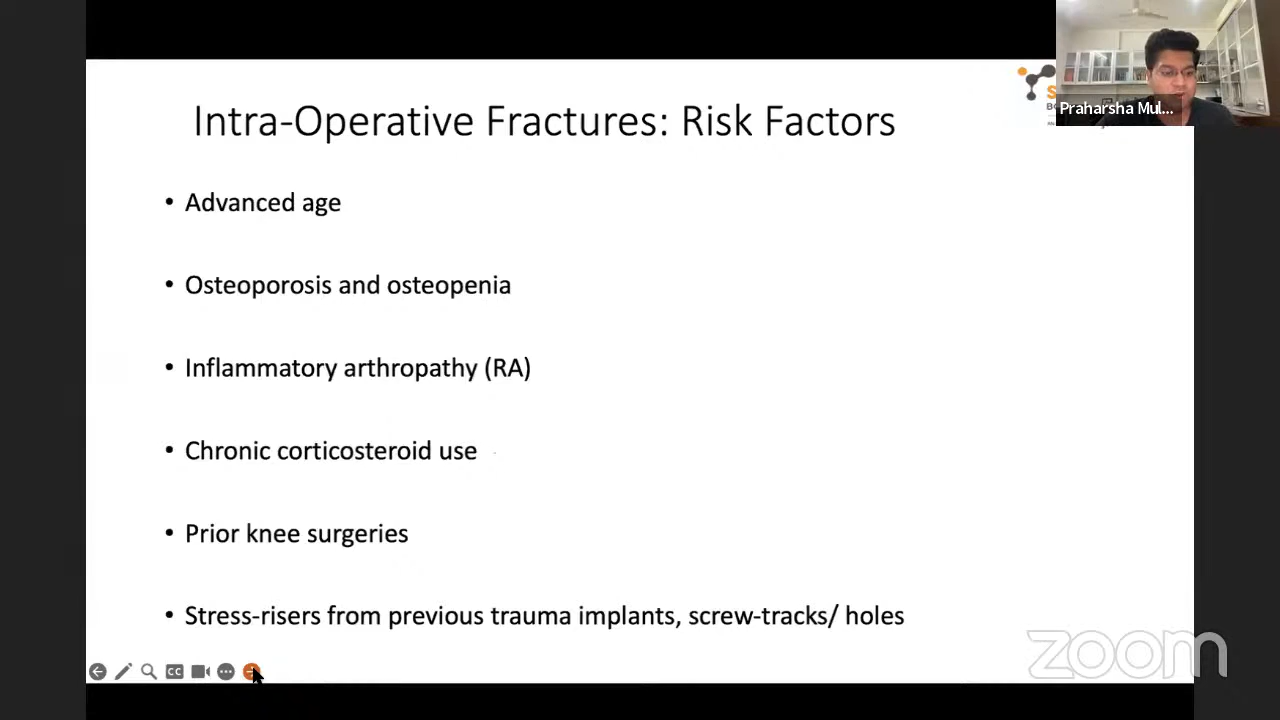 Intra-Operative Fractures: Risk Factors
Praharsha Mul...
• Advanced age
• Osteoporosis and osteopenia
• Inflammatory arthropathy (RA)
• Chronic corticosteroid use
• Prior knee surgeries
• Stress-risers from previous trauma implants, screw-tracks/ holes
CC
zoom